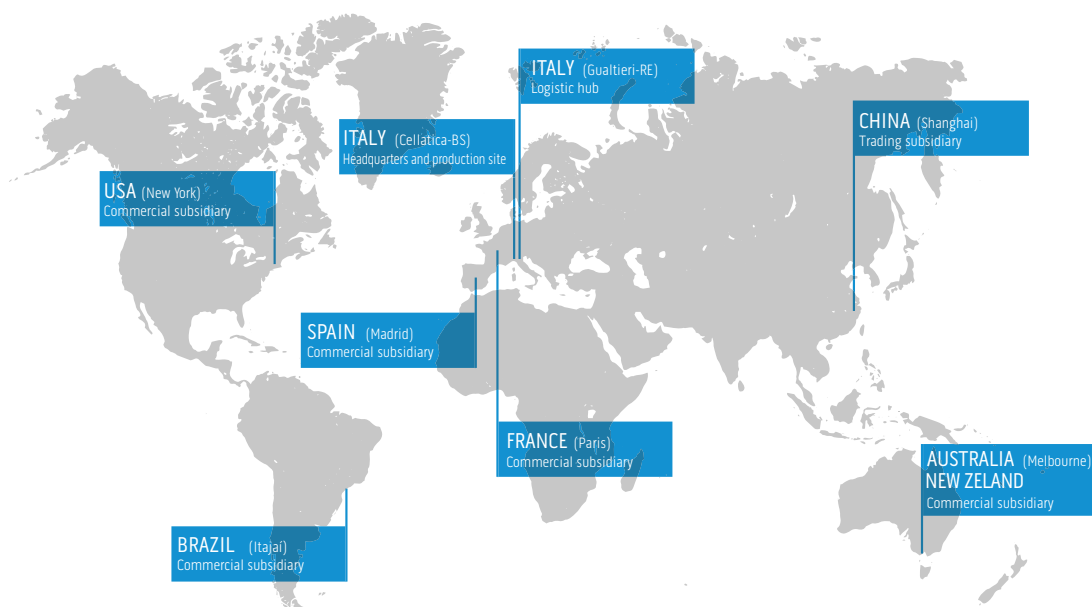 ITALY (Gualtieri-RE)
Logistic hub
ITALY (Cellatica-BS)
Headquarters and production site
CHINA (Shanghai)
Trading subsidiary
USA (New York)
Commercial subsidiary
SPAIN (Madrid)
Commercial subsidiary
FRANCE (Paris)
Commercial subsidiary
AUSTRALIA (Melbourne)
NEW ZELAND
Commercial subsidiary
BRAZIL (Itajaí)
Commercial subsidiary